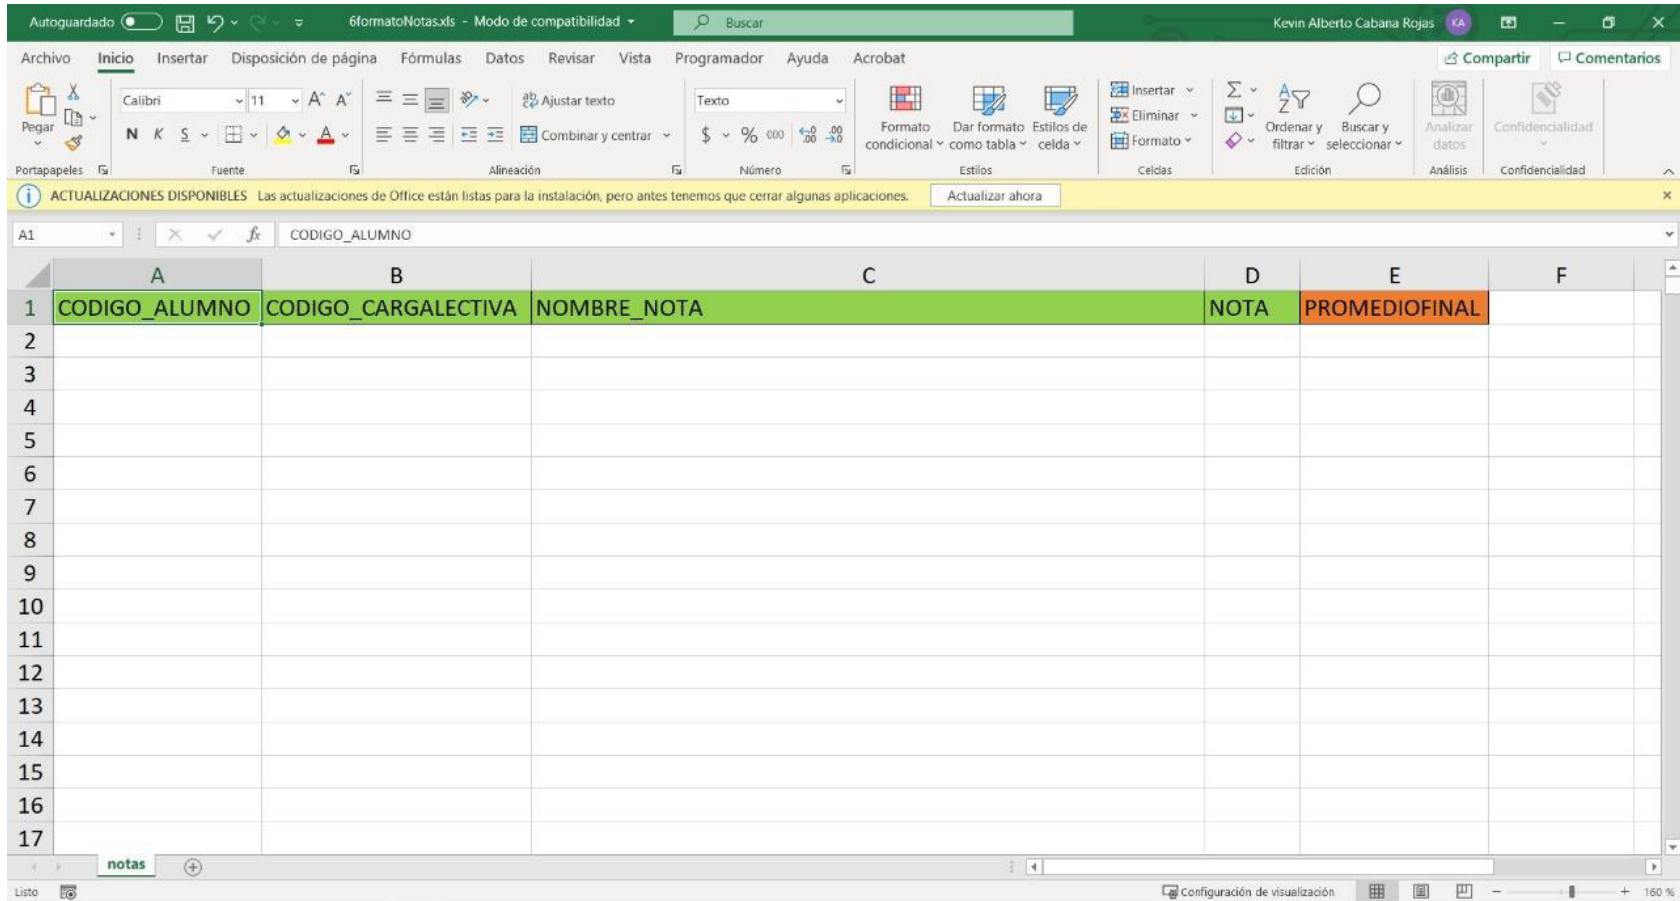 Autoguardado 6formatoNotas.xls - Modo de compatibilidad Buscar Kevin Alberto Cabana Rojas KA
Archivo Inicio Insertar Disposición de página Fórmulas Datos Revisar Vista Programador Ayuda Acrobat Compartir Comentarios
Pegar
Portapapeles
Calibri 11
N K S
Fuente
Ajustar texto
Combinar y centrar
Alineación
Texto
$ % 000
Número
Formato condicional
Dar formato como tabla
Estilos de celda
Estilos
Insertar
Eliminar
Formato
Celdas
Ordenar y filtrar
Buscar y seleccionar
Edición
Analizar datos
Análisis
Confidencialidad
Confidencialidad
ACTUALIZACIONES DISPONIBLES Las actualizaciones de Office están listas para la instalación, pero antes tenemos que cerrar algunas aplicaciones. Actualizar ahora
A1 fx CODIGO_ALUMNO
A B C D E F
1 CODIGO_ALUMNO CODIGO_CARGALECTIVA NOMBRE_NOTA NOTA PROMEDIOFINAL
2
3
4
5
6
7
8
9
10
11
12
13
14
15
16
17
notas
Listo Configuración de visualización 160 %